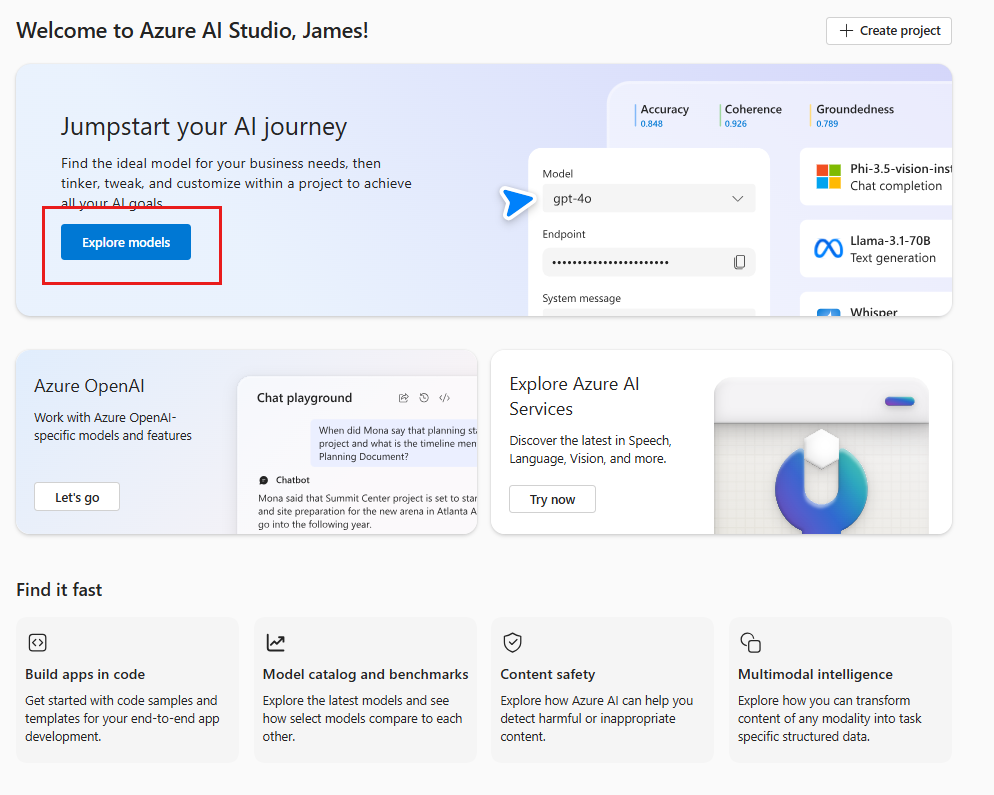 Welcome to Azure AI Studio, James!
Create project
Jumpstart your AI journey
Find the ideal model for your business needs, then
tinker, tweak, and customize within a project to achieve
all your AI goals.
Explore models
Accuracy
0.848
Coherence
0.926
Groundedness
0.789
Model
gpt-4o
Endpoint
System message
Phi-3.5-vision-inst
Chat completion
Llama-3.1-70B
Text generation
Whisper
Azure OpenAI
Work with Azure OpenAI-
specific models and features
Let's go
Chat playground
When did Mona say that planning sta
project and what is the timeline men
Planning Document?
Chatbot
Mona said that Summit Center project is set to star
and site preparation for the new arena in Atlanta A
go into the following year.
Explore Azure AI
Services
Discover the latest in Speech,
Language, Vision, and more.
Try now
Find it fast
Build apps in code
Get started with code samples and
templates for your end-to-end app
development.
Model catalog and benchmarks
Explore the latest models and see
how select models compare to each
other.
Content safety
Explore how Azure AI can help you
detect harmful or inappropriate
content.
Multimodal intelligence
Explore how you can transform
content of any modality into task
specific structured data.